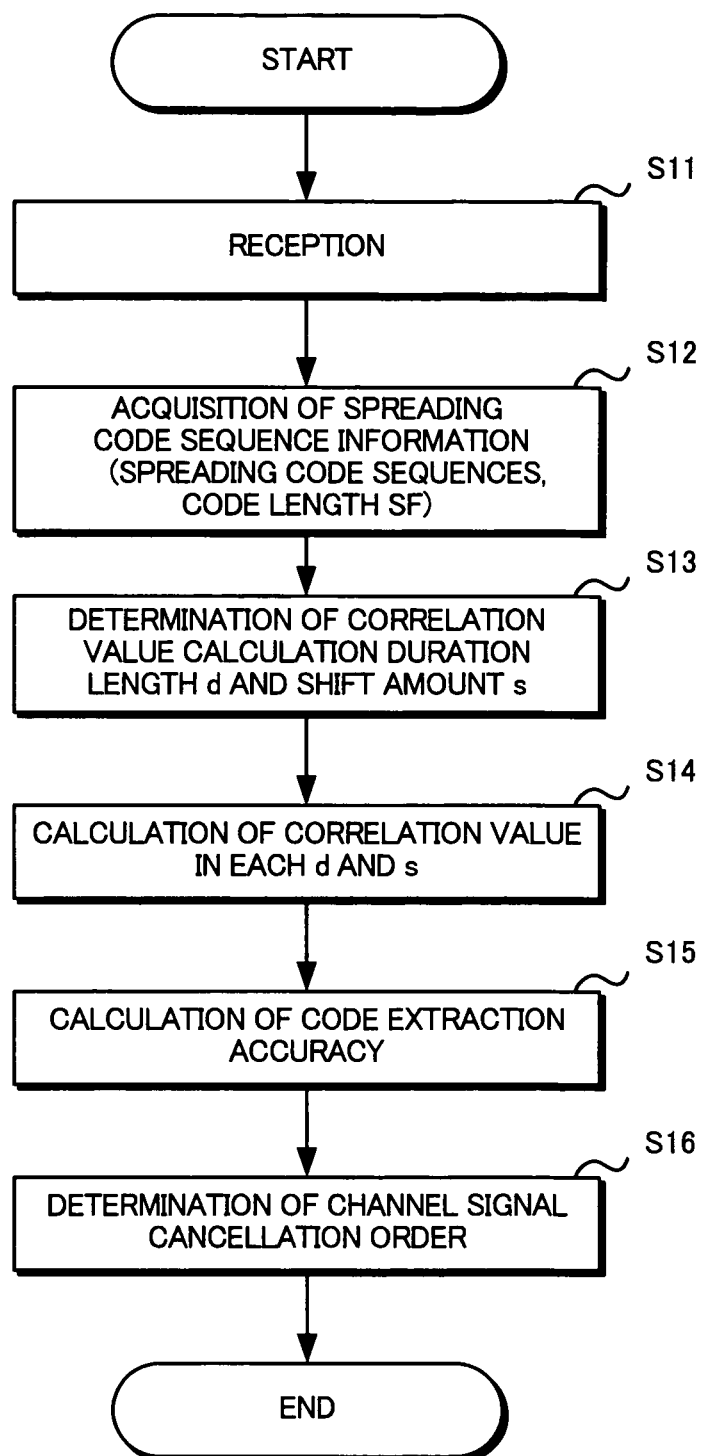 START
S11
RECEPTION
S12
ACQUISITION OF SPREADING
CODE SEQUENCE INFORMATION
(SPREADING CODE SEQUENCES,
CODE LENGTH SF)
S13
DETERMINATION OF CORRELATION
VALUE CALCULATION DURATION
LENGTH d AND SHIFT AMOUNT s
S14
CALCULATION OF CORRELATION VALUE
IN EACH d AND s
S15
CALCULATION OF CODE EXTRACTION
ACCURACY
S16
DETERMINATION OF CHANNEL SIGNAL
CANCELLATION ORDER
END